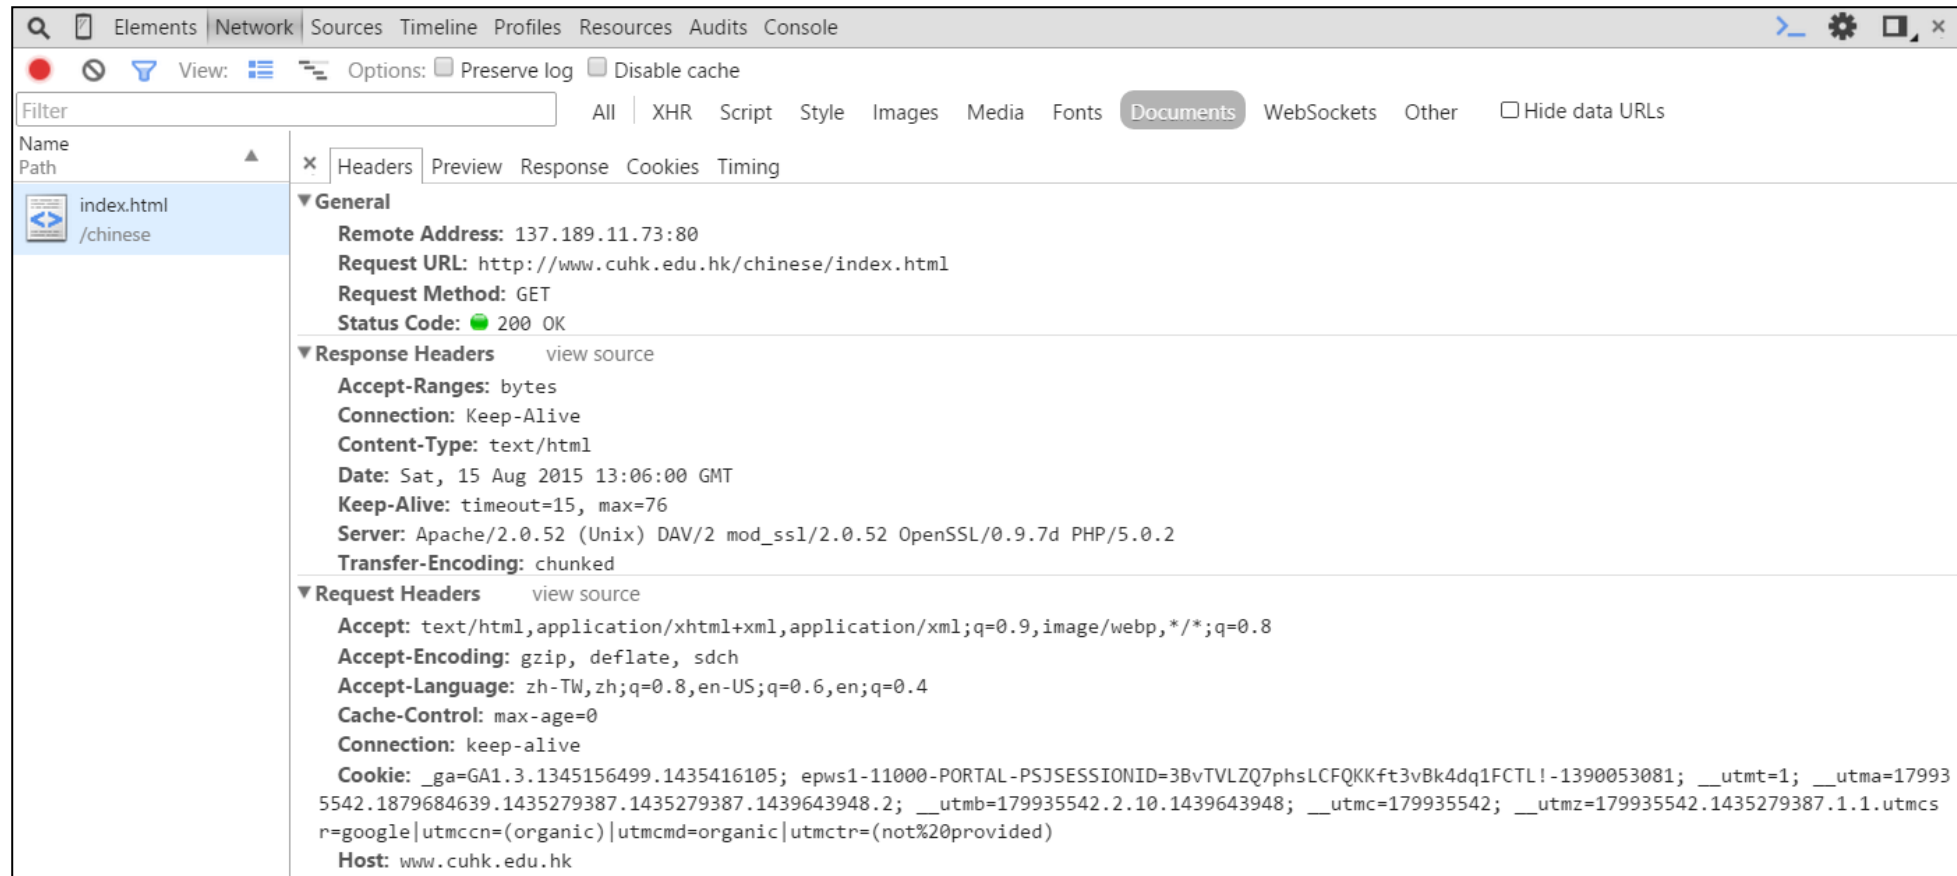 Elements Network Sources Timeline Profiles Resources Audits Console
View: Options: Preserve log Disable cache
Filter All XHR Script Style Images Media Fonts Documents WebSockets Other Hide data URLs
Name
Path
× Headers Preview Response Cookies Timing
index.html
/chinese
General
Remote Address: 137.189.11.73:80
Request URL: http://www.cuhk.edu.hk/chinese/index.html
Request Method: GET
Status Code: 200 OK
Response Headers view source
Accept-Ranges: bytes
Connection: Keep-Alive
Content-Type: text/html
Date: Sat, 15 Aug 2015 13:06:00 GMT
Keep-Alive: timeout=15, max=76
Server: Apache/2.0.52 (Unix) DAV/2 mod_ssl/2.0.52 OpenSSL/0.9.7d PHP/5.0.2
Transfer-Encoding: chunked
Request Headers view source
Accept: text/html,application/xhtml+xml,application/xml;q=0.9,image/webp,*/*;q=0.8
Accept-Encoding: gzip, deflate, sdch
Accept-Language: zh-TW,zh;q=0.8,en-US;q=0.6,en;q=0.4
Cache-Control: max-age=0
Connection: keep-alive
Cookie: _ga=GA1.3.1345156499.1435416105; epws1-11000-PORTAL-PSJSESSIONID=3BvTVLZQ7phsLCFQKKft3vBk4dq1FCTL!-1390053081; __utmt=1; __utma=17993
5542.1879684639.1435279387.1435279387.1439643948.2; __utmb=179935542.2.10.1439643948; __utmc=179935542; __utmz=179935542.1435279387.1.1.utmcs
r=google|utmccn=(organic)|utmcmd=organic|utmctr=(not%20provided)
Host: www.cuhk.edu.hk